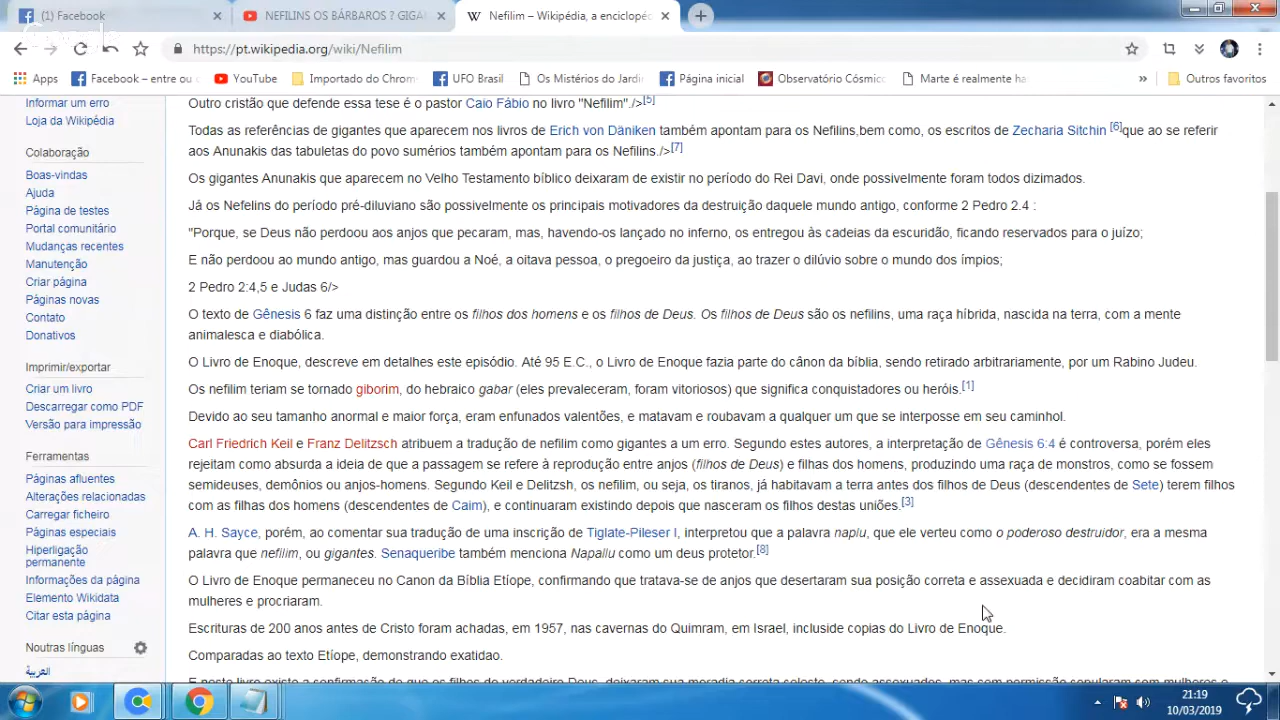 (1) Facebook
NEFILINS OS BÁRBAROS ? GIGA
Nefilim – Wikipédia, a enciclopé
https://pt.wikipedia.org/wiki/Nefilim
Apps
Facebook – entre ou c
YouTube
Importado do Chrom
UFO Brasil
Os Mistérios do Jardi
Página inicial
Observatório Cósmic
Marte é realmente ha
»
Outros favoritos
Informar um erro
Loja da Wikipédia
Colaboração
Boas-vindas
Ajuda
Página de testes
Portal comunitário
Mudanças recentes
Manutenção
Criar página
Páginas novas
Contato
Donativos
Imprimir/exportar
Criar um livro
Descarregar como PDF
Versão para impressão
Ferramentas
Páginas afluentes
Alterações relacionadas
Carregar ficheiro
Páginas especiais
Hiperligação
permanente
Informações da página
Elemento Wikidata
Citar esta página
Noutras línguas
العربية
Outro cristão que defende essa tese é o pastor Caio Fábio no livro "Nefilim"./>[5]
Todas as referências de gigantes que aparecem nos livros de Erich von Däniken também apontam para os Nefilins,bem como, os escritos de Zecharia Sitchin [6]que ao se referir
aos Anunakis das tabuletas do povo sumérios também apontam para os Nefilins./>[7]
Os gigantes Anunakis que aparecem no Velho Testamento bíblico deixaram de existir no período do Rei Davi, onde possivelmente foram todos dizimados.
Já os Nefelins do período pré-diluviano são possivelmente os principais motivadores da destruição daquele mundo antigo, conforme 2 Pedro 2.4 :
"Porque, se Deus não perdoou aos anjos que pecaram, mas, havendo-os lançado no inferno, os entregou às cadeias da escuridão, ficando reservados para o juízo;
E não perdoou ao mundo antigo, mas guardou a Noé, a oitava pessoa, o pregoeiro da justiça, ao trazer o dilúvio sobre o mundo dos ímpios;
2 Pedro 2:4,5 e Judas 6/>
O texto de Gênesis 6 faz uma distinção entre os filhos dos homens e os filhos de Deus. Os filhos de Deus são os nefilins, uma raça híbrida, nascida na terra, com a mente
animalesca e diabólica.
O Livro de Enoque, descreve em detalhes este episódio. Até 95 E.C., o Livro de Enoque fazia parte do cânon da bíblia, sendo retirado arbitrariamente, por um Rabino Judeu.
Os nefilim teriam se tornado giborim, do hebraico gabar (eles prevaleceram, foram vitoriosos) que significa conquistadores ou heróis.[1]
Devido ao seu tamanho anormal e maior força, eram enfunados valentões, e matavam e roubavam a qualquer um que se interposse em seu caminhol.
Carl Friedrich Keil e Franz Delitzsch atribuem a tradução de nefilim como gigantes a um erro. Segundo estes autores, a interpretação de Gênesis 6:4 é controversa, porém eles
rejeitam como absurda a ideia de que a passagem se refere à reprodução entre anjos (filhos de Deus) e filhas dos homens, produzindo uma raça de monstros, como se fossem
semideuses, demônios ou anjos-homens. Segundo Keil e Delitzsh, os nefilim, ou seja, os tiranos, já habitavam a terra antes dos filhos de Deus (descendentes de Sete) terem filhos
com as filhas dos homens (descendentes de Caim), e continuaram existindo depois que nasceram os filhos destas uniões.[3]
A. H. Sayce, porém, ao comentar sua tradução de uma inscrição de Tiglate-Pileser I, interpretou que a palavra naplu, que ele verteu como o poderoso destruidor, era a mesma
palavra que nefilim, ou gigantes. Senaqueribe também menciona Napallu como um deus protetor.[8]
O Livro de Enoque permaneceu no Canon da Bíblia Etíope, confirmando que tratava-se de anjos que desertaram sua posição correta e assexuada e decidiram coabitar com as
mulheres e procriaram.
Escrituras de 200 anos antes de Cristo foram achadas, em 1957, nas cavernas do Quimram, em Israel, incluside copias do Livro de Enoque.
Comparadas ao texto Etíope, demonstrando exatidao.
E neste livro existe a confirmação de que os filhos do verdadeiro Deus, deixaram sua moradia correta celeste, sendo assexuados, mas sem permissão copularam com mulheres e
21:19
10/03/2019